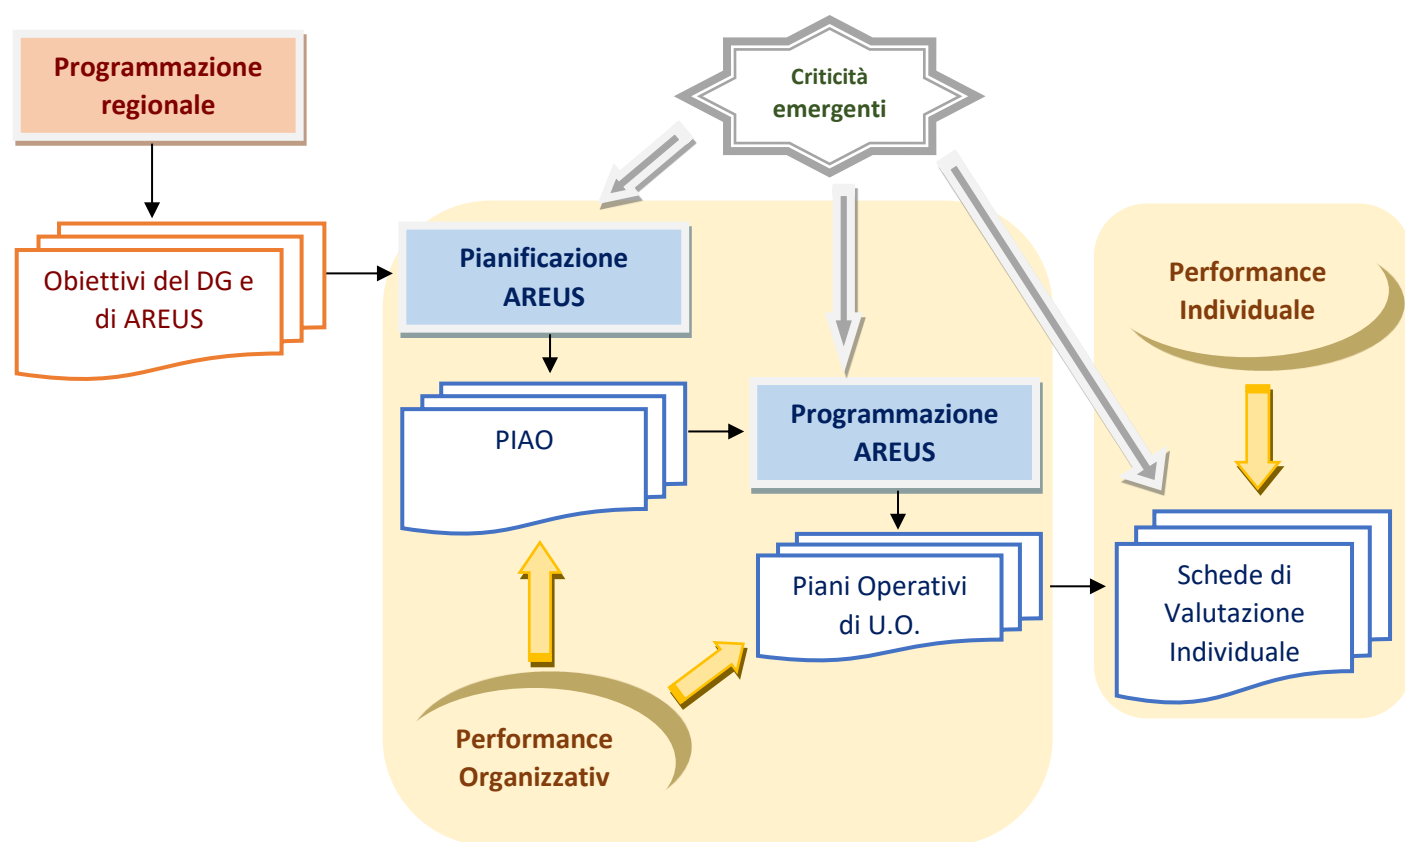 Programmazione
regionale
Criticità
emergenti
Obiettivi del DG e
di AREUS
Pianificazione
AREUS
Performance
Individuale
PIAO
Programmazione
AREUS
Piani Operativi
di U.O.
Schede di
Valutazione
Individuale
Performance
Organizzativ